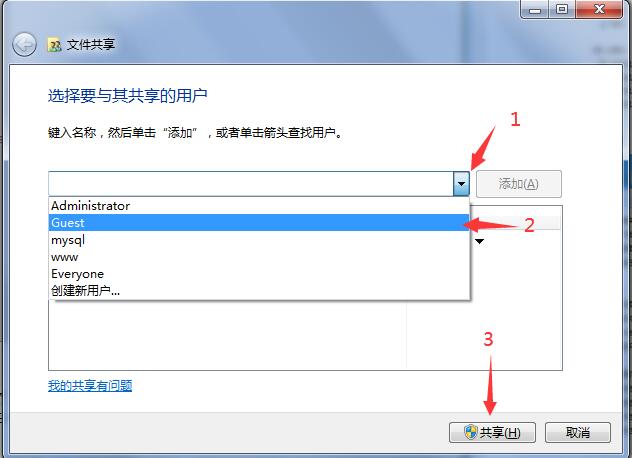 文件共享
选择要与其共享的用户
键入名称，然后单击“添加”，或者单击箭头查找用户。
1
添加(A)
Administrator
Guest
2
mysql
www
Everyone
创建新用户...
3
我的共享有问题
共享(H)
取消